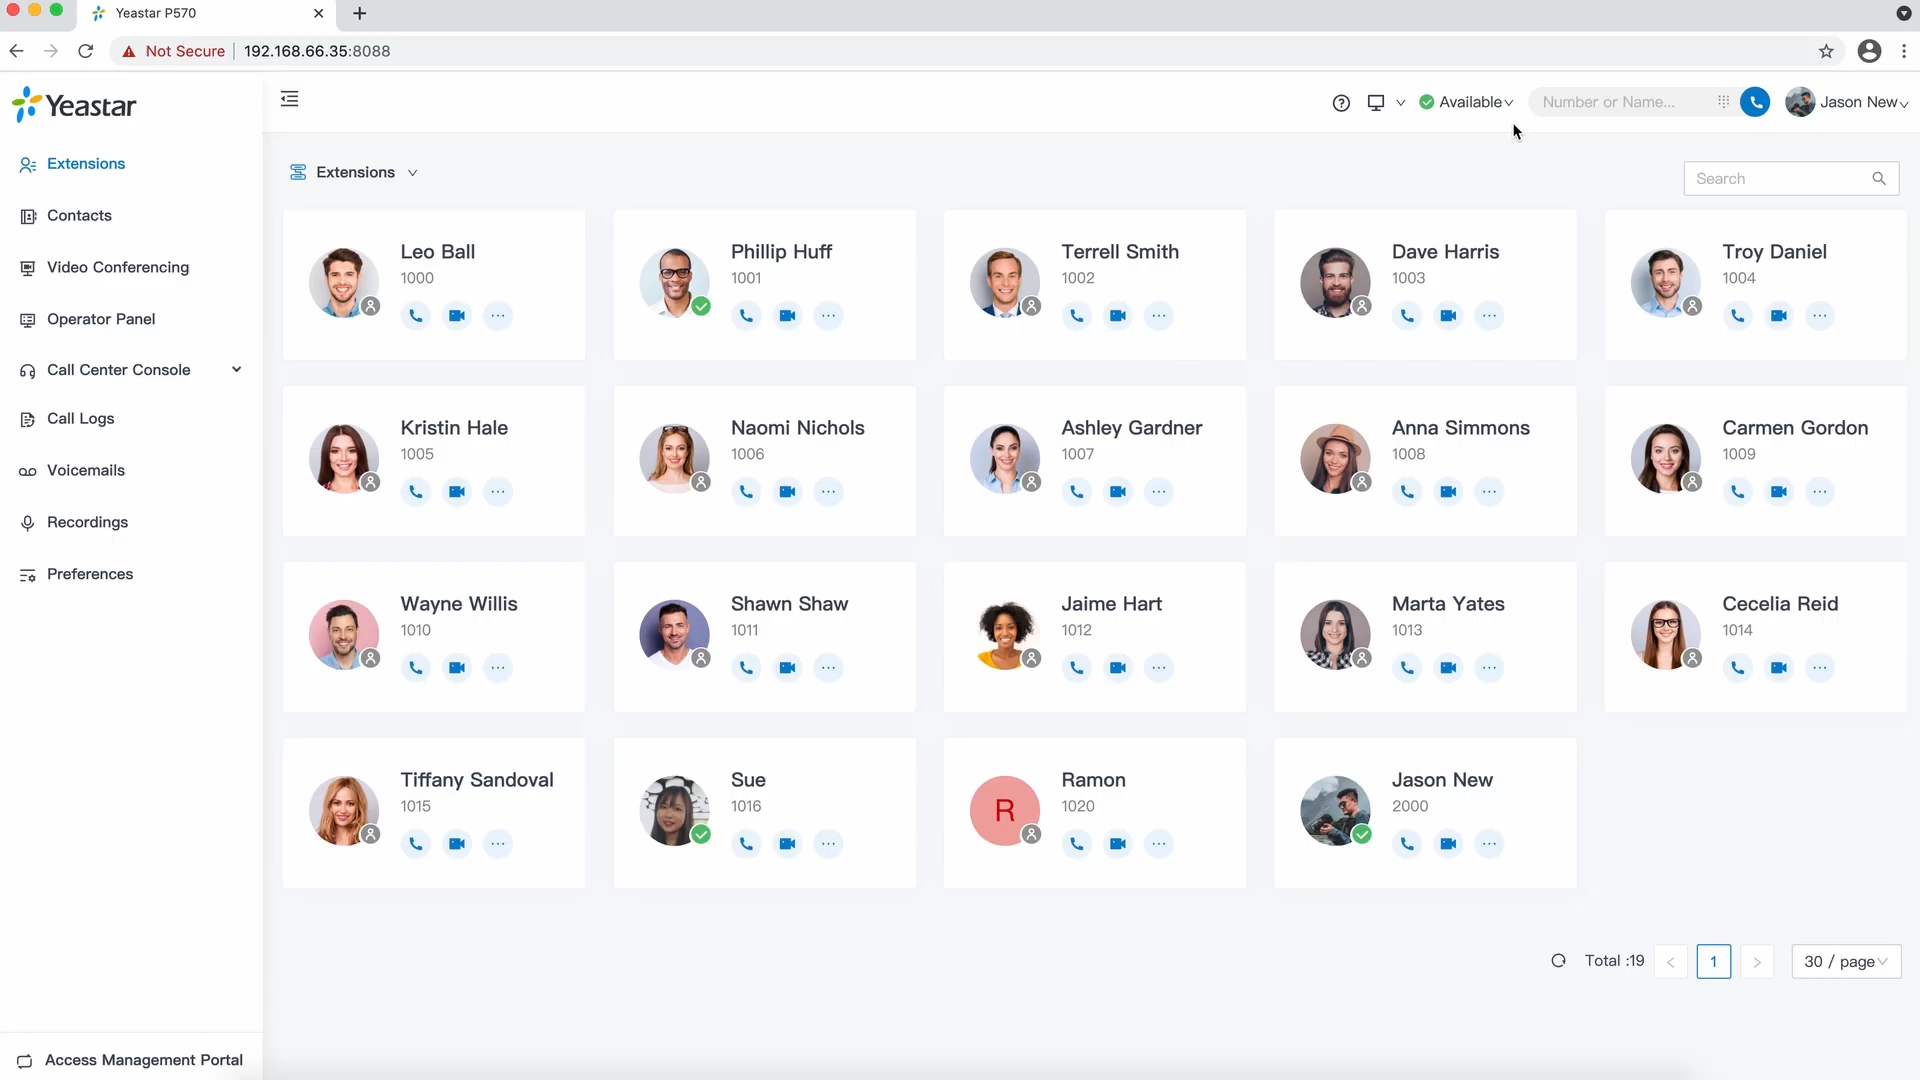 Yeastar P570
Not Secure
192.168.66.35:8088
Yeastar
Available
Number or Name...
Jason New
Extensions
Contacts
Video Conferencing
Operator Panel
Call Center Console
Call Logs
Voicemails
Recordings
Preferences
Access Management Portal
Extensions
Search
Leo Ball
1000
Phillip Huff
1001
Terrell Smith
1002
Dave Harris
1003
Troy Daniel
1004
Kristin Hale
1005
Naomi Nichols
1006
Ashley Gardner
1007
Anna Simmons
1008
Carmen Gordon
1009
Wayne Willis
1010
Shawn Shaw
1011
Jaime Hart
1012
Marta Yates
1013
Cecelia Reid
1014
Tiffany Sandoval
1015
Sue
1016
R
Ramon
1020
Jason New
2000
Total :19
1
30 / page